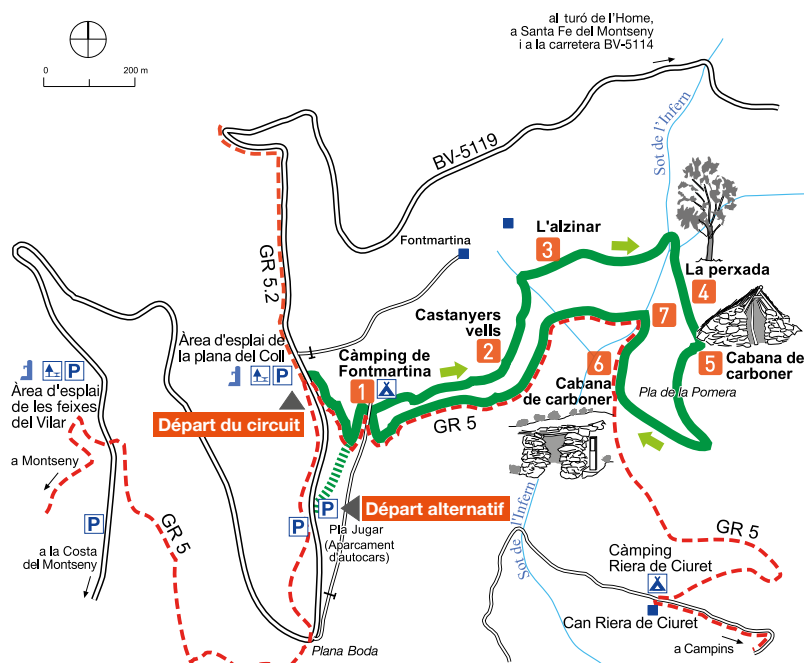 0
200 m
al turó de l'Home,
a Santa Fe del Montseny
i a la carretera BV-5114
BV-5119
Sot de l'Infern
GR 5.2
Fontmartina
L'alzinar
3
La perxada
4
Castanyers
vells
2
7
Àrea d'esplai de
la plana del Coll
P
Càmping de
Fontmartina
1
6
Cabana
de carboner
5
Cabana de
carboner
P
Àrea d'esplai
de les feixes
del Vilar
Pla de la Pomera
Départ du circuit
GR 5
a Montseny
P
P
P
Départ alternatif
Pla Jugar
(Aparcament
d'autocars)
GR 5
Sot de l'Infern
GR 5
a la Costa
del Montseny
Càmping
Riera de Ciuret
Can Riera de Ciuret
a Campins
Plana Boda